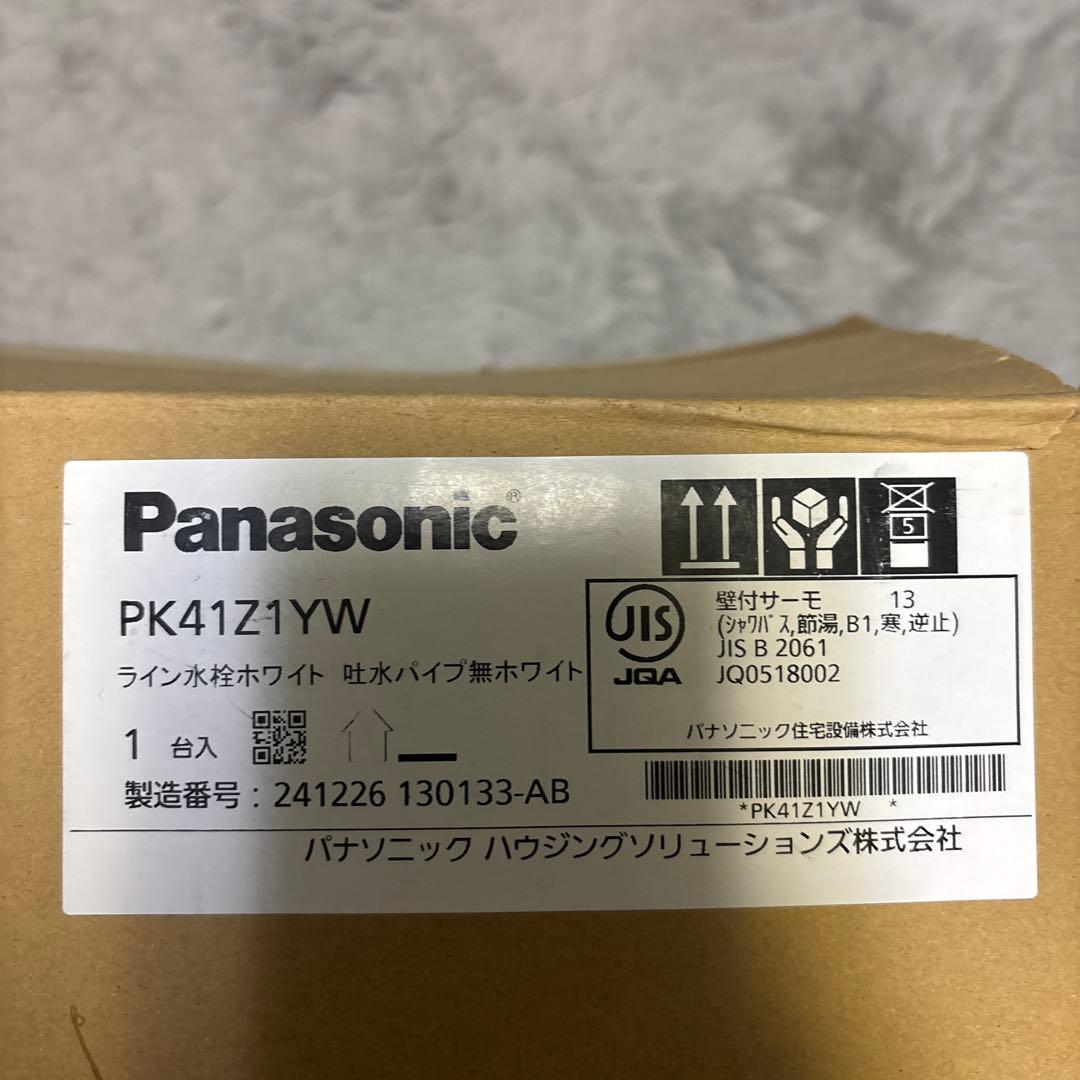 Panasonic®
PK41Z1YW
ライン水栓ホワイト 吐水パイプ無ホワイト
1 台入
製造番号 : 241226 130133-AB
5
JIS
JQA
壁付サーモ 13
(ｼｬﾜﾊﾞｽ,節湯,B1,寒,逆止)
JIS B 2061
JQ0518002
パナソニック住宅設備株式会社
*PK41Z1YW *
パナソニック ハウジングソリューションズ株式会社